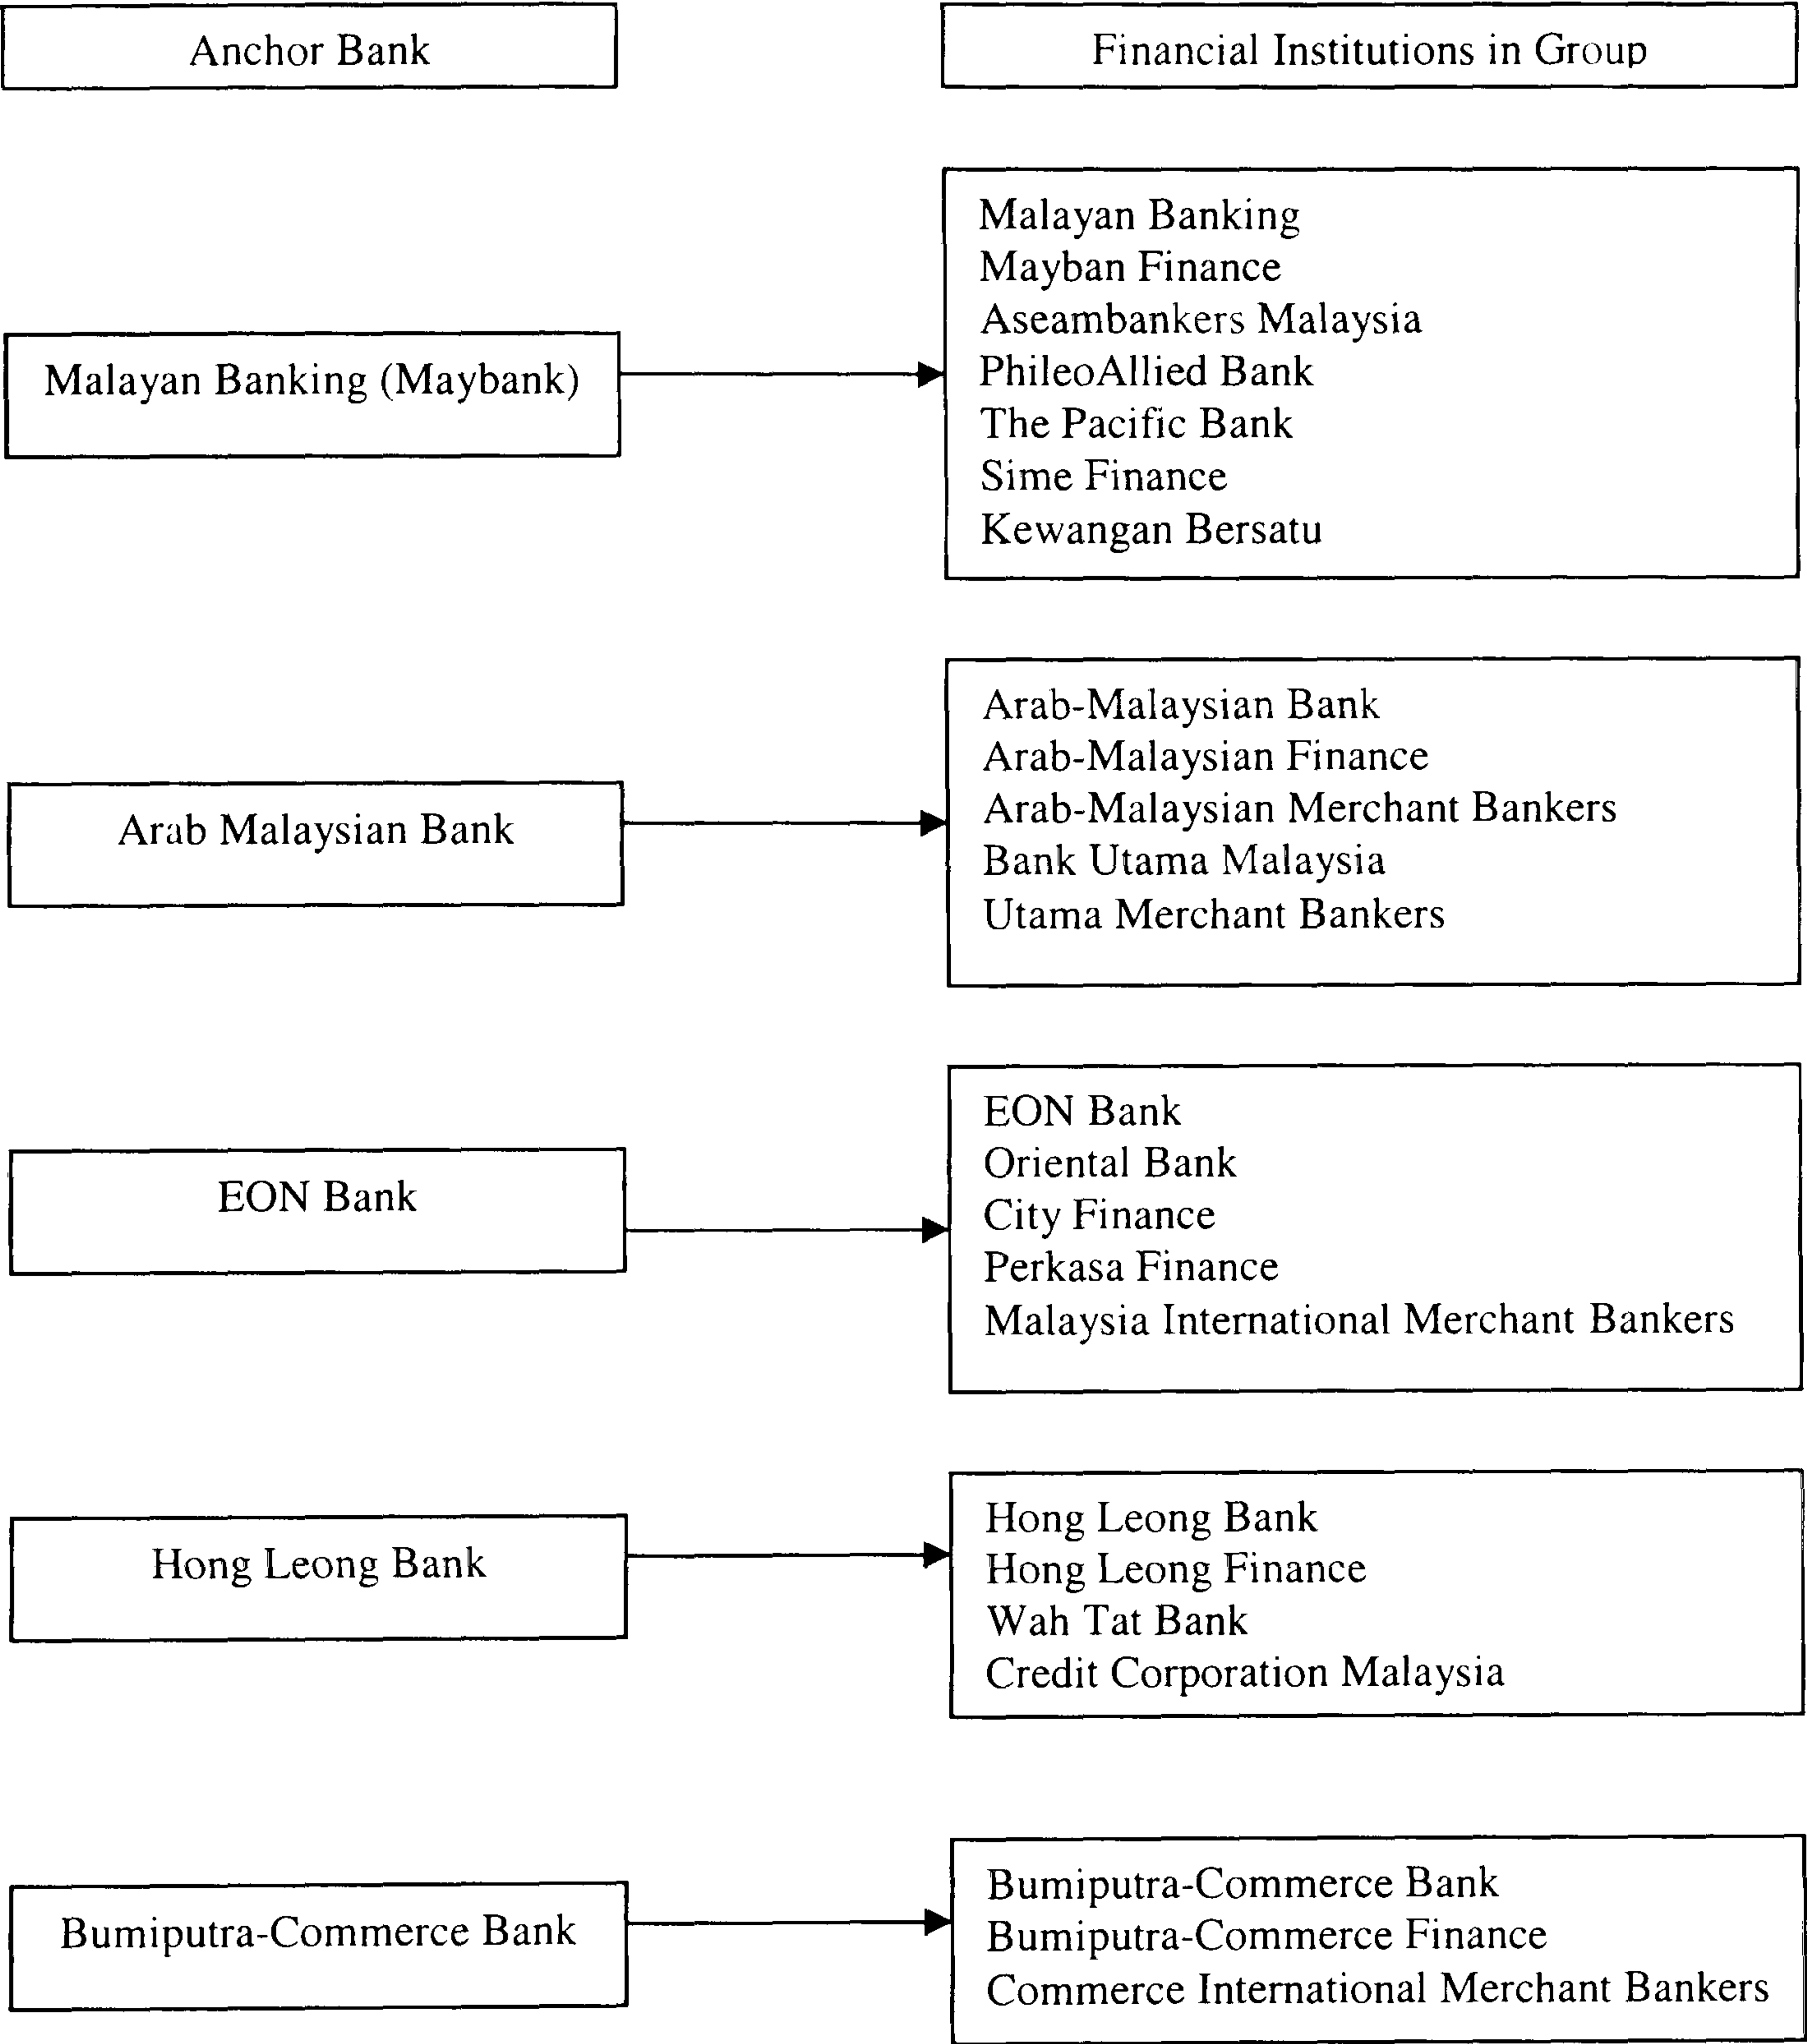 Anchor Bank
Financial Institutions in Group
Malayan Banking (Maybank)
Malayan Banking
Mayban Finance
Aseambankers Malaysia
PhileoAllied Bank
The Pacific Bank
Sime Finance
Kewangan Bersatu
Arab Malaysian Bank
Arab-Malaysian Bank
Arab-Malaysian Finance
Arab-Malaysian Merchant Bankers
Bank Utama Malaysia
Utama Merchant Bankers
EON Bank
EON Bank
Oriental Bank
City Finance
Perkasa Finance
Malaysia International Merchant Bankers
Hong Leong Bank
Hong Leong Bank
Hong Leong Finance
Wah Tat Bank
Credit Corporation Malaysia
Bumiputra-Commerce Bank
Bumiputra-Commerce Bank
Bumiputra-Commerce Finance
Commerce International Merchant Bankers